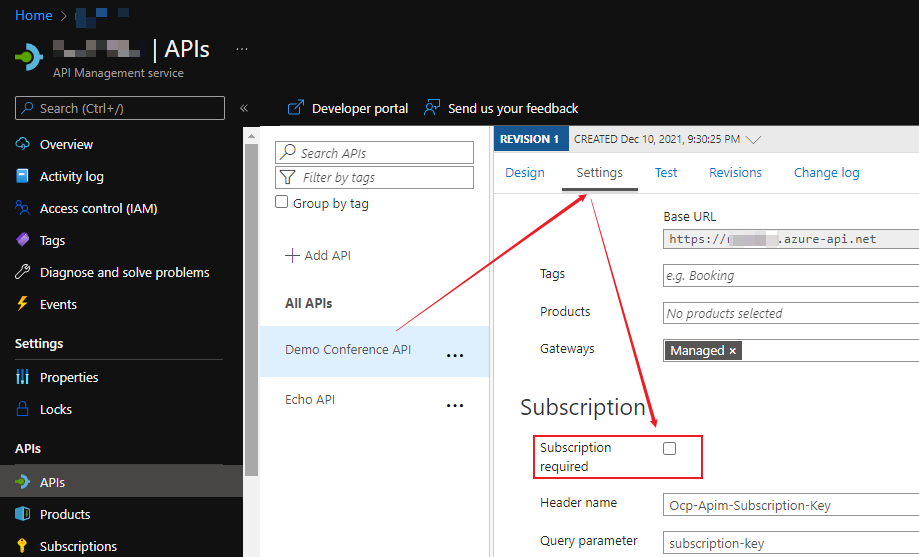 Home >
| APIs ...
API Management service
Search (Ctrl+/)
«
Developer portal
Send us your feedback
Overview
Activity log
Access control (IAM)
Tags
Diagnose and solve problems
Events
Settings
Properties
Locks
APIs
APIs
Products
Subscriptions
Search APIs
Filter by tags
Group by tag
+ Add API
All APIs
Demo Conference API ...
Echo API ...
REVISION 1 CREATED Dec 10, 2021, 9:30:25 PM
Design Settings Test Revisions Change log
Base URL
https:// .azure-api.net
Tags e.g. Booking
Products No products selected
Gateways Managed ×
Subscription
Subscription
required
Header name Ocp-Apim-Subscription-Key
Query parameter subscription-key